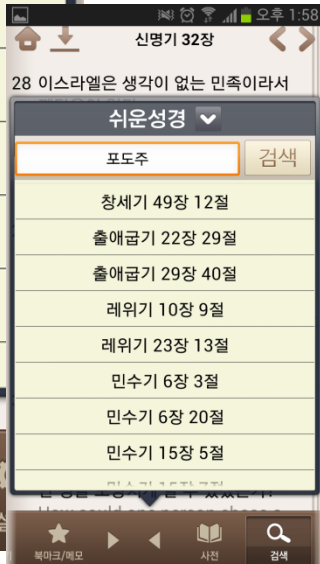 오후 1:58
신명기 32장
28 이스라엘은 생각이 없는 민족이라서
쉬운성경
포도주 검색
창세기 49장 12절
출애굽기 22장 29절
출애굽기 29장 40절
레위기 10장 9절
레위기 23장 13절
민수기 6장 3절
민수기 6장 20절
민수기 15장 5절
북마크/메모 사전 검색